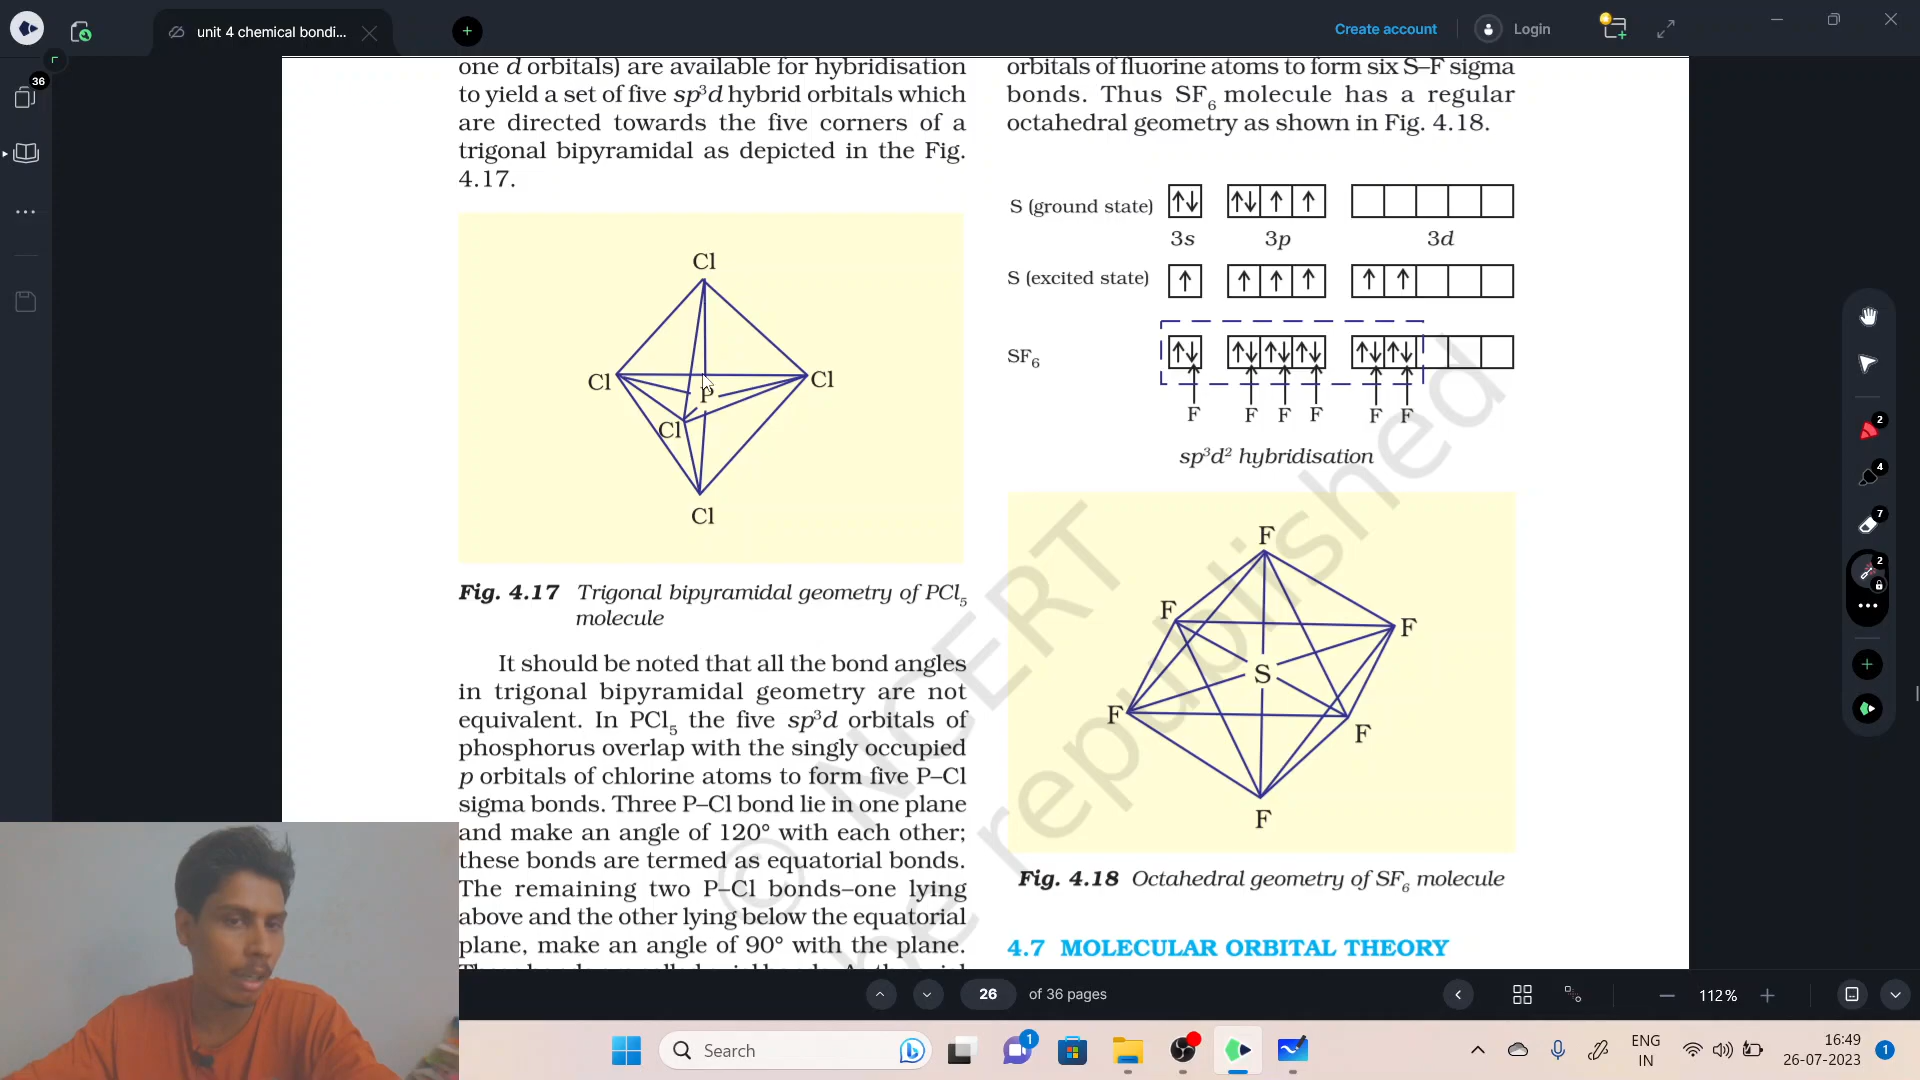 unit 4 chemical bondi...
Create account
Login
36
one d orbitals) are available for hybridisation
to yield a set of five sp³d hybrid orbitals which
are directed towards the five corners of a
trigonal bipyramidal as depicted in the Fig.
4.17.
Cl
Cl
P
Cl
Cl
Cl
Fig. 4.17 Trigonal bipyramidal geometry of PCl₅
molecule
It should be noted that all the bond angles
in trigonal bipyramidal geometry are not
equivalent. In PCl₅ the five sp³d orbitals of
phosphorus overlap with the singly occupied
p orbitals of chlorine atoms to form five P–Cl
sigma bonds. Three P–Cl bond lie in one plane
and make an angle of 120° with each other;
these bonds are termed as equatorial bonds.
The remaining two P–Cl bonds–one lying
above and the other lying below the equatorial
plane, make an angle of 90° with the plane.
orbitals of fluorine atoms to form six S–F sigma
bonds. Thus SF₆ molecule has a regular
octahedral geometry as shown in Fig. 4.18.
S (ground state)
3s 3p 3d
S (excited state)
SF₆
F F F F F F
sp³d² hybridisation
F
F
F
S
F
F
F
Fig. 4.18 Octahedral geometry of SF₆ molecule
4.7 MOLECULAR ORBITAL THEORY
© NCERT
be republished
2
4
7
2
26 of 36 pages
112%
Search
1
ENG
IN
16:49
26-07-2023
1